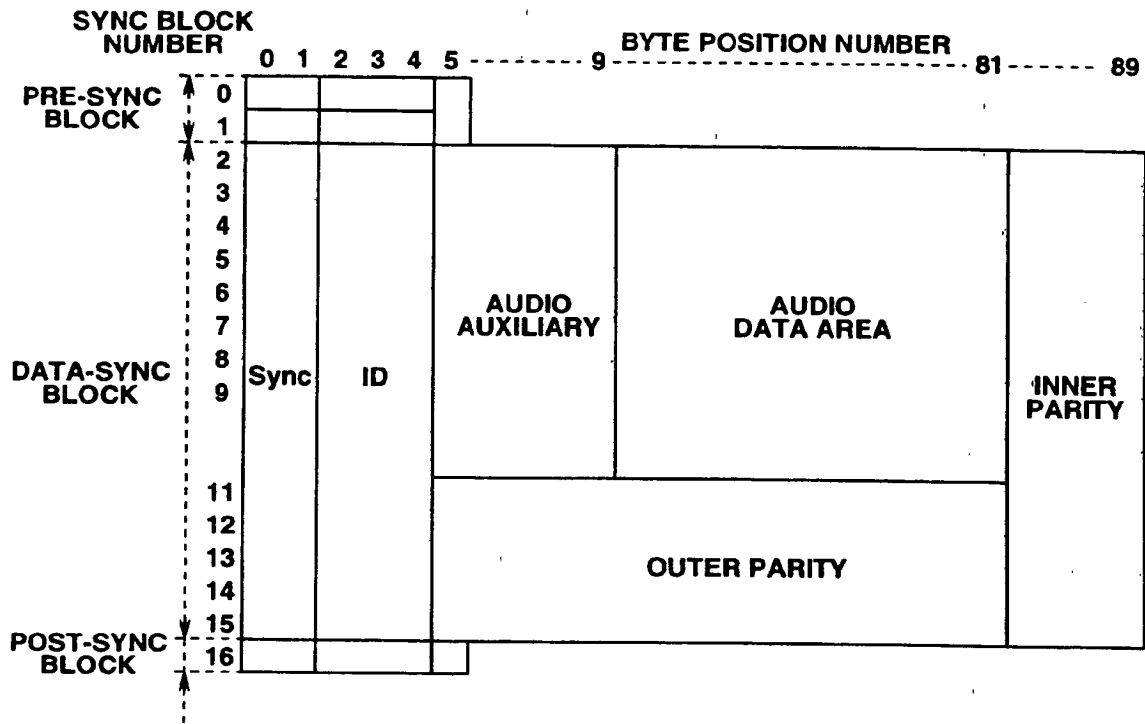 SYNC BLOCK
NUMBER
BYTE POSITION NUMBER
0 1 2 3 4 5 9 81 89
PRE-SYNC
BLOCK
0
1
2
3
4
5
6
7
8
9
11
12
13
14
15
16
DATA-SYNC
BLOCK
Sync
ID
AUDIO
AUXILIARY
AUDIO
DATA AREA
INNER
PARITY
OUTER PARITY
POST-SYNC
BLOCK